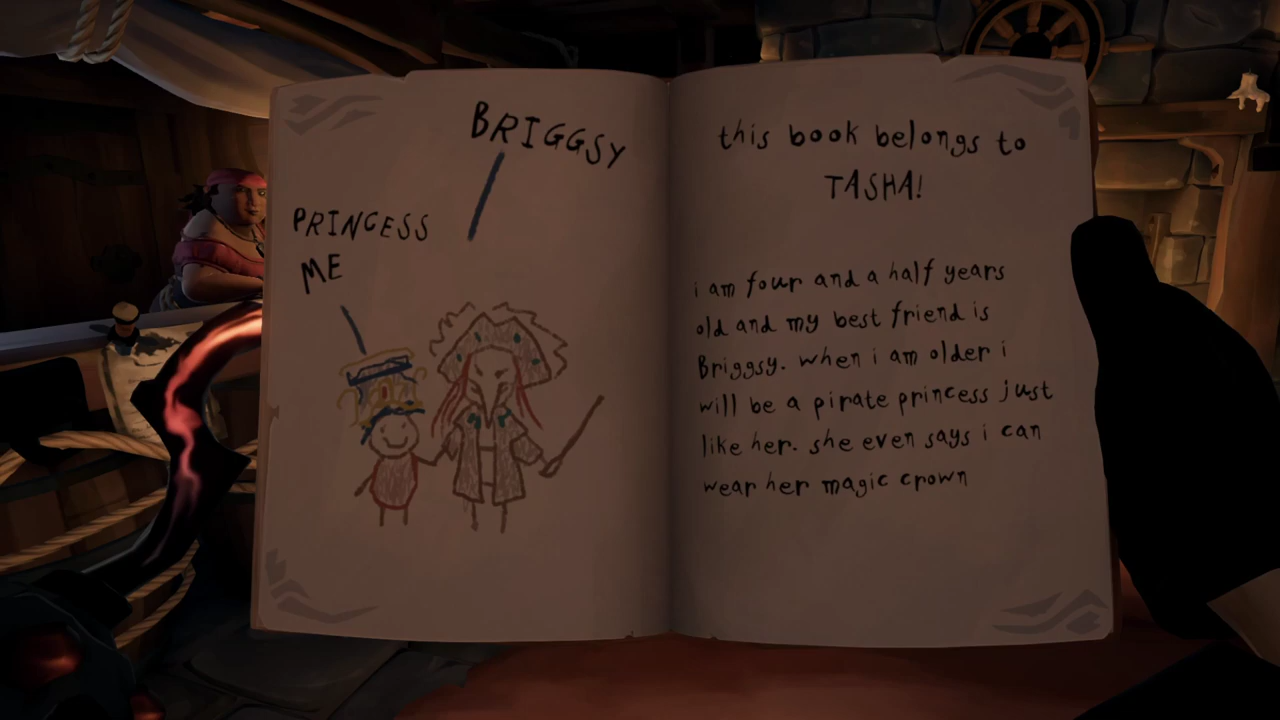 BRIGGSY
PRINCESS
ME
this book belongs to
TASHA!
i am four and a half years
old and my best friend is
Briggsy. when i am older i
will be a pirate princess just
like her. she even says i can
wear her magic crown